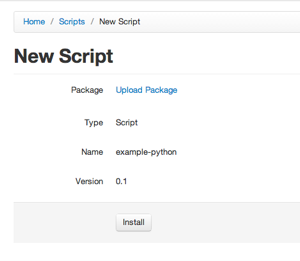 Home / Scripts / New Script
New Script
Package Upload Package
Type Script
Name example-python
Version 0.1
Install